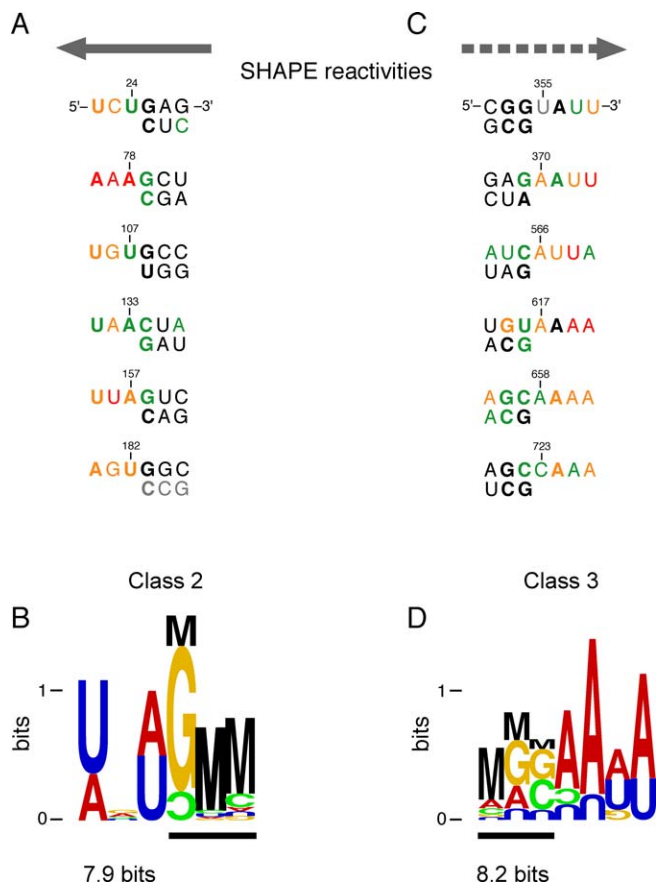 A
C
SHAPE reactivities
24
5'-UCUGAG-3'
CUC
78
AAAGCU
CGA
107
UGUGCC
UGG
133
UAACUA
GAU
157
UUAGUC
CAG
182
AGUGGC
CCG
355
5'-CGGUAUU-3'
GCG
370
GAGAAUU
CUA
566
AUCAUUA
UAG
617
UGUAAAA
ACG
658
AGCAAAA
ACG
723
AGCCAAA
UCG
Class 2
Class 3
B
D
bits
1
0
M
U
A
A
U
G
C
M
M
C
7.9 bits
bits
1
0
M
A
M
G
A
M
G
C
A
C
A
U
A
U
G
A
U
8.2 bits